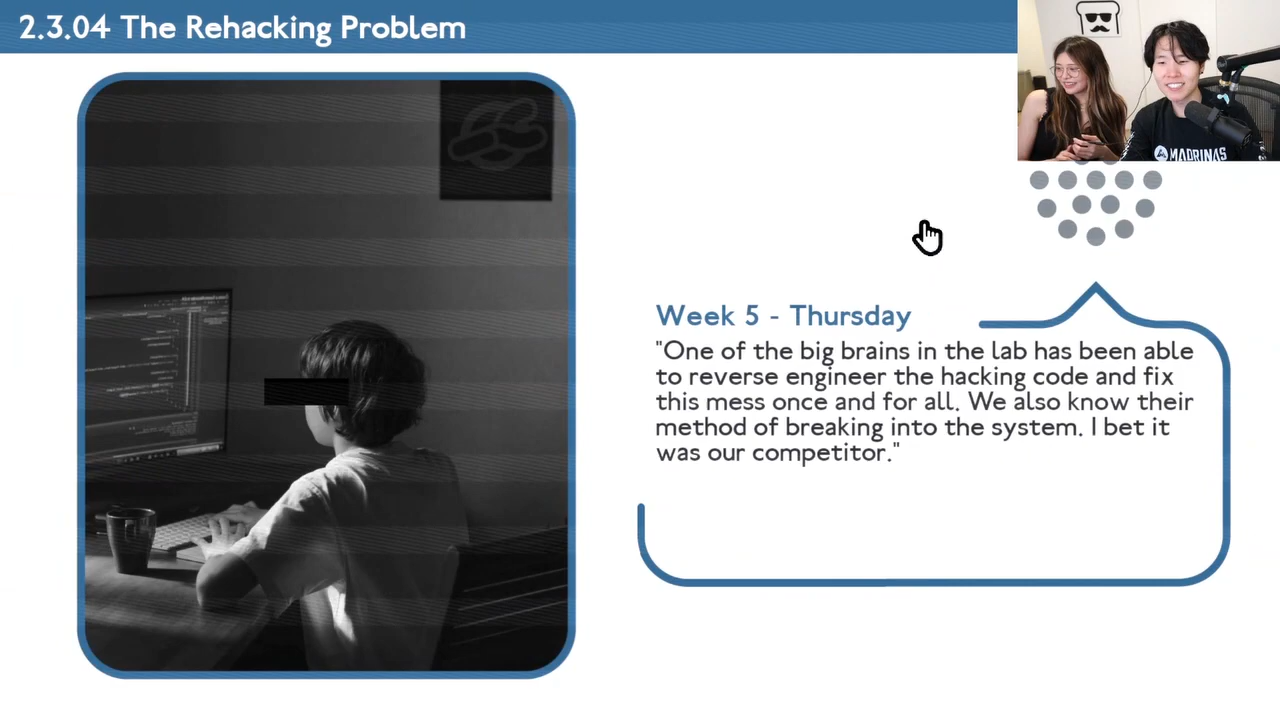 2.3.04 The Rehacking Problem
MADRINAS
Week 5 - Thursday
"One of the big brains in the lab has been able
to reverse engineer the hacking code and fix
this mess once and for all. We also know their
method of breaking into the system. I bet it
was our competitor."